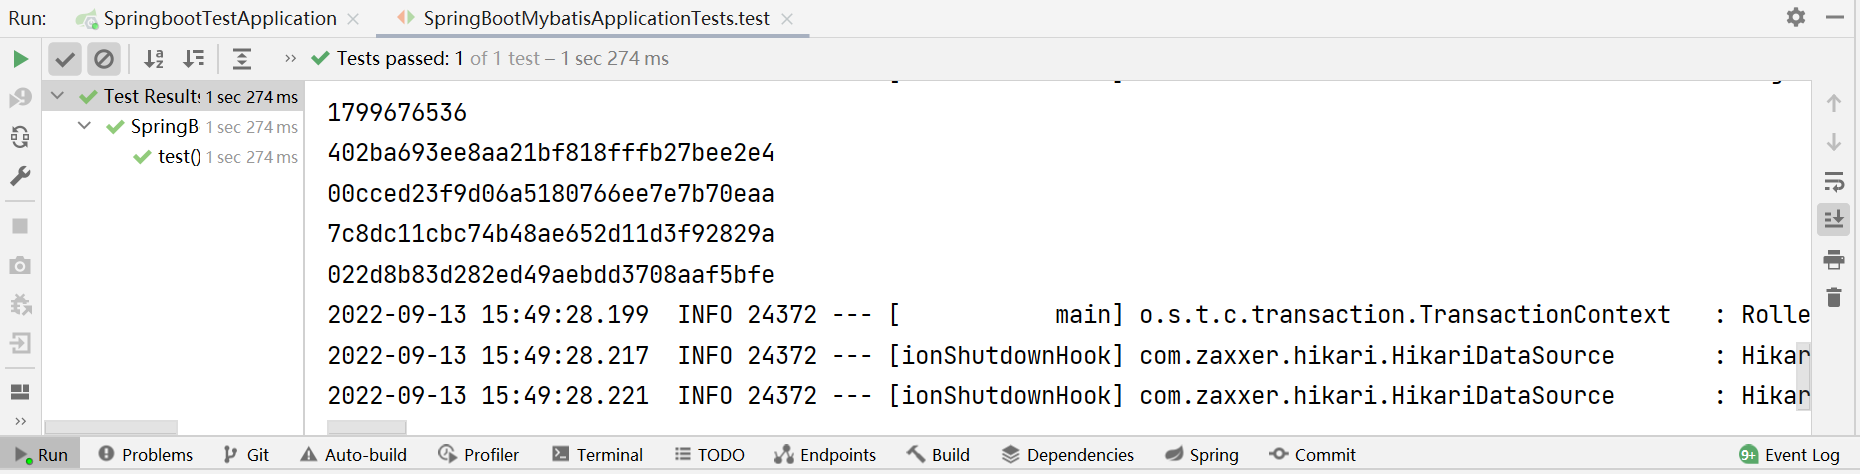 Run: SpringbootTestApplication SpringBootMybatisApplicationTests.test
Tests passed: 1 of 1 test – 1 sec 274 ms
Test Results 1 sec 274 ms
SpringB 1 sec 274 ms
test() 1 sec 274 ms
1799676536
402ba693ee8aa21bf818fffb27bee2e4
00cced23f9d06a5180766ee7e7b70eaa
7c8dc11cbc74b48ae652d11d3f92829a
022d8b83d282ed49aebdd3708aaf5bfe
2022-09-13 15:49:28.199  INFO 24372 --- [           main] o.s.t.c.transaction.TransactionContext   : Rolle
2022-09-13 15:49:28.217  INFO 24372 --- [ionShutdownHook] com.zaxxer.hikari.HikariDataSource       : Hikar
2022-09-13 15:49:28.221  INFO 24372 --- [ionShutdownHook] com.zaxxer.hikari.HikariDataSource       : Hikar
Run Problems Git Auto-build Profiler Terminal TODO Endpoints Build Dependencies Spring Commit 9+ Event Log